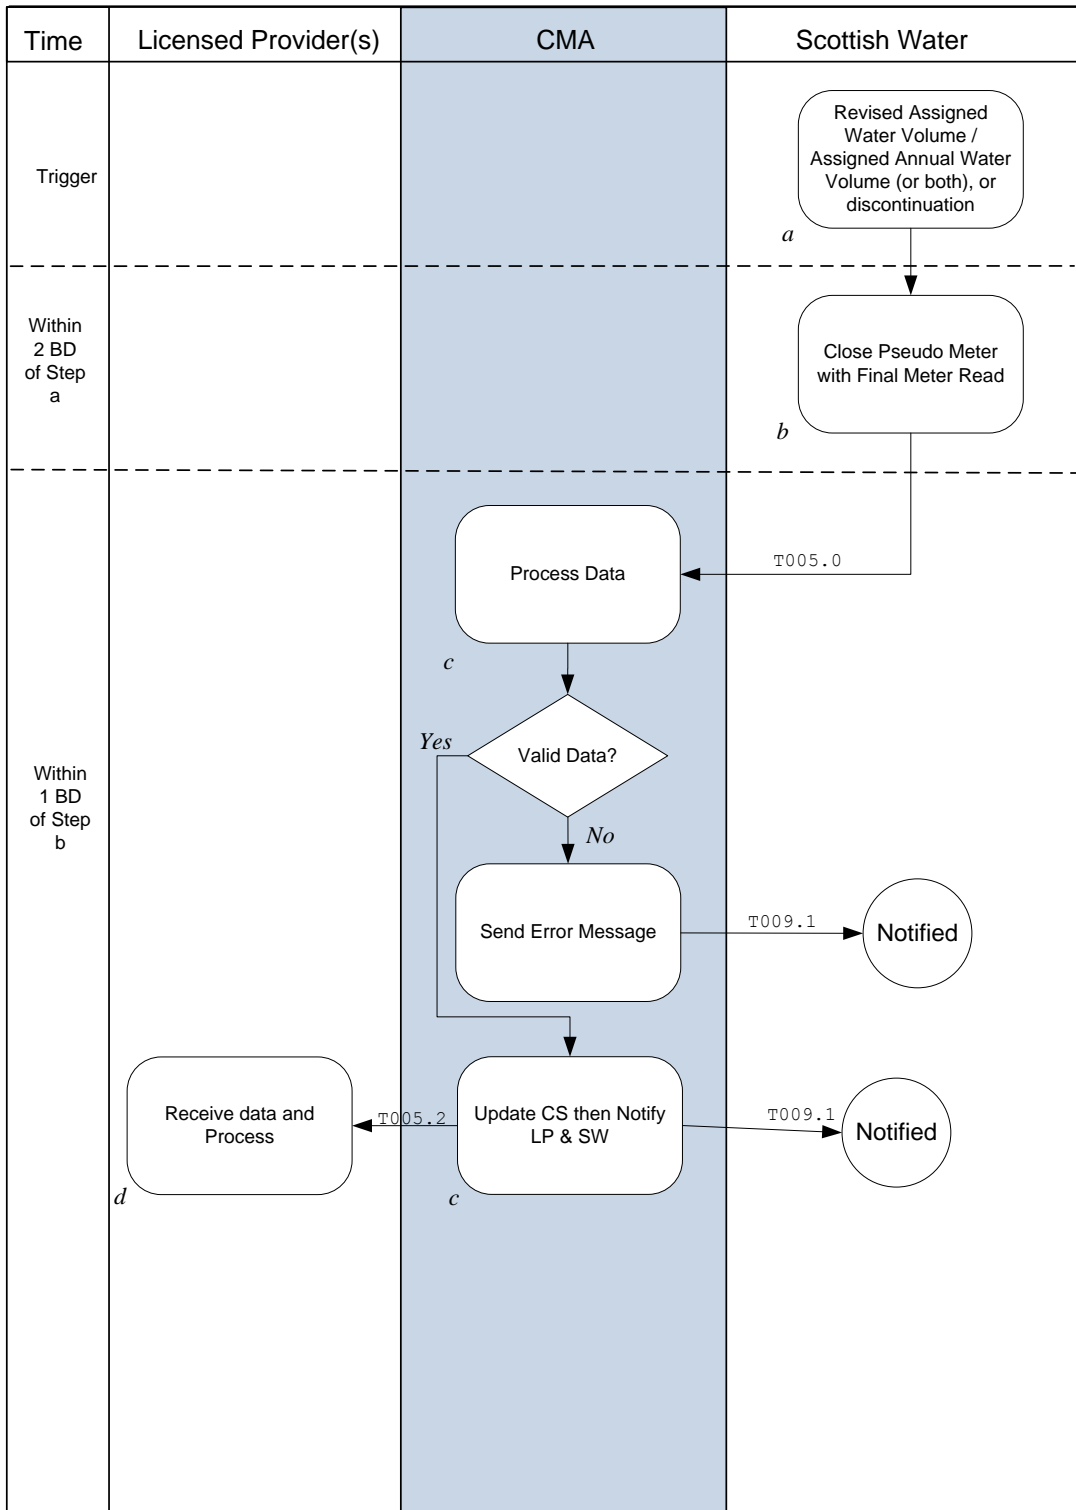 Time
Licensed Provider(s)
CMA
Scottish Water
Trigger
Revised Assigned
Water Volume /
Assigned Annual Water
Volume (or both), or
discontinuation
a
Within
2 BD
of Step
a
Close Pseudo Meter
with Final Meter Read
b
Within
1 BD
of Step
b
T005.0
Process Data
c
Valid Data?
Yes
No
Send Error Message
T009.1
Notified
Receive data and
Process
d
T005.2
Update CS then Notify
LP & SW
c
T009.1
Notified